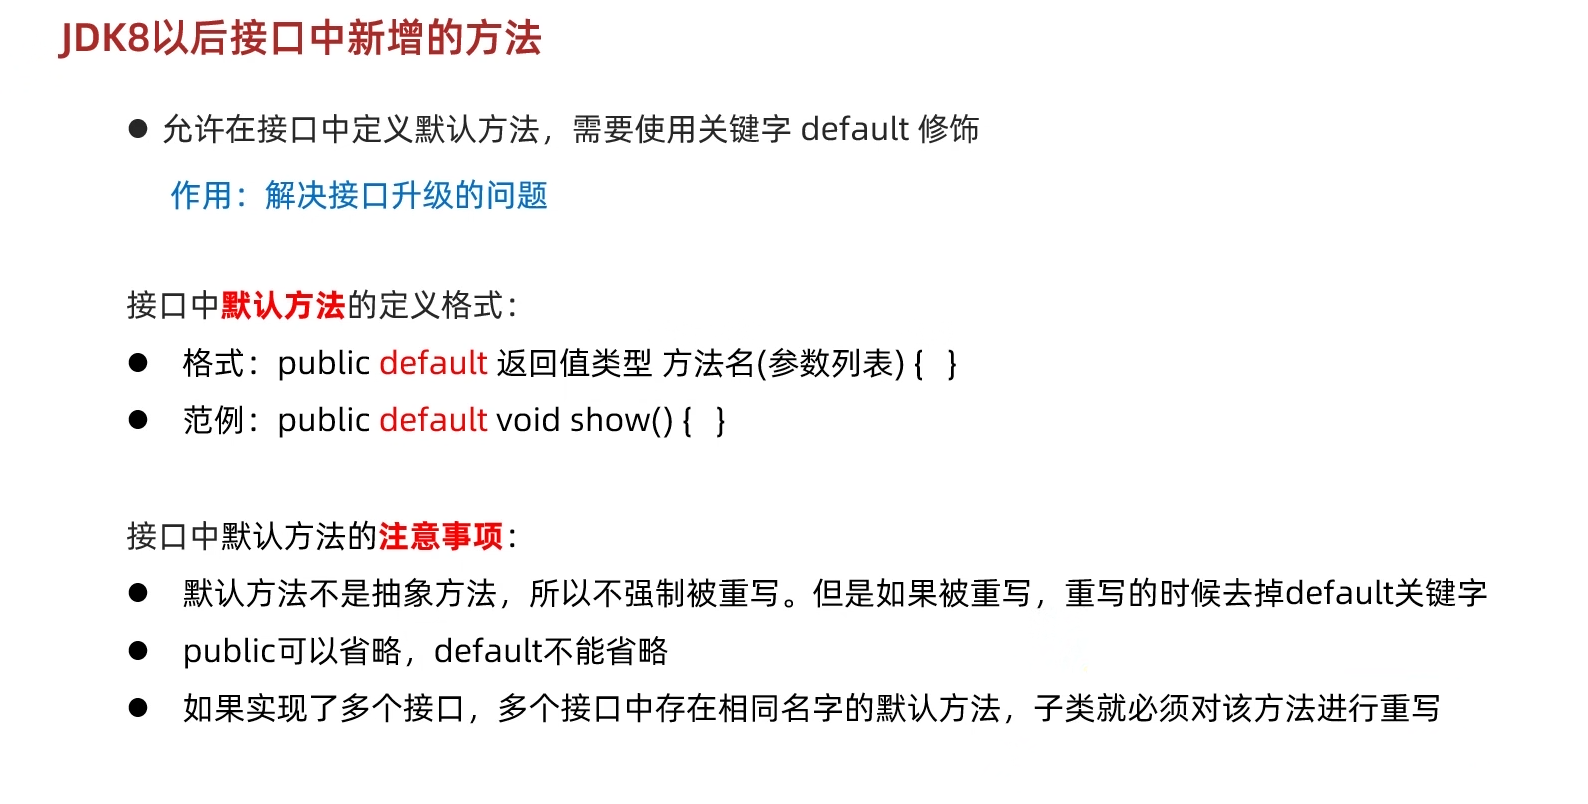 JDK8以后接口中新增的方法
● 允许在接口中定义默认方法，需要使用关键字 default 修饰
作用：解决接口升级的问题
接口中默认方法的定义格式：
● 格式：public default 返回值类型 方法名(参数列表) { }
● 范例：public default void show() { }
接口中默认方法的注意事项：
● 默认方法不是抽象方法，所以不强制被重写。但是如果被重写，重写的时候去掉default关键字
● public可以省略，default不能省略
● 如果实现了多个接口，多个接口中存在相同名字的默认方法，子类就必须对该方法进行重写